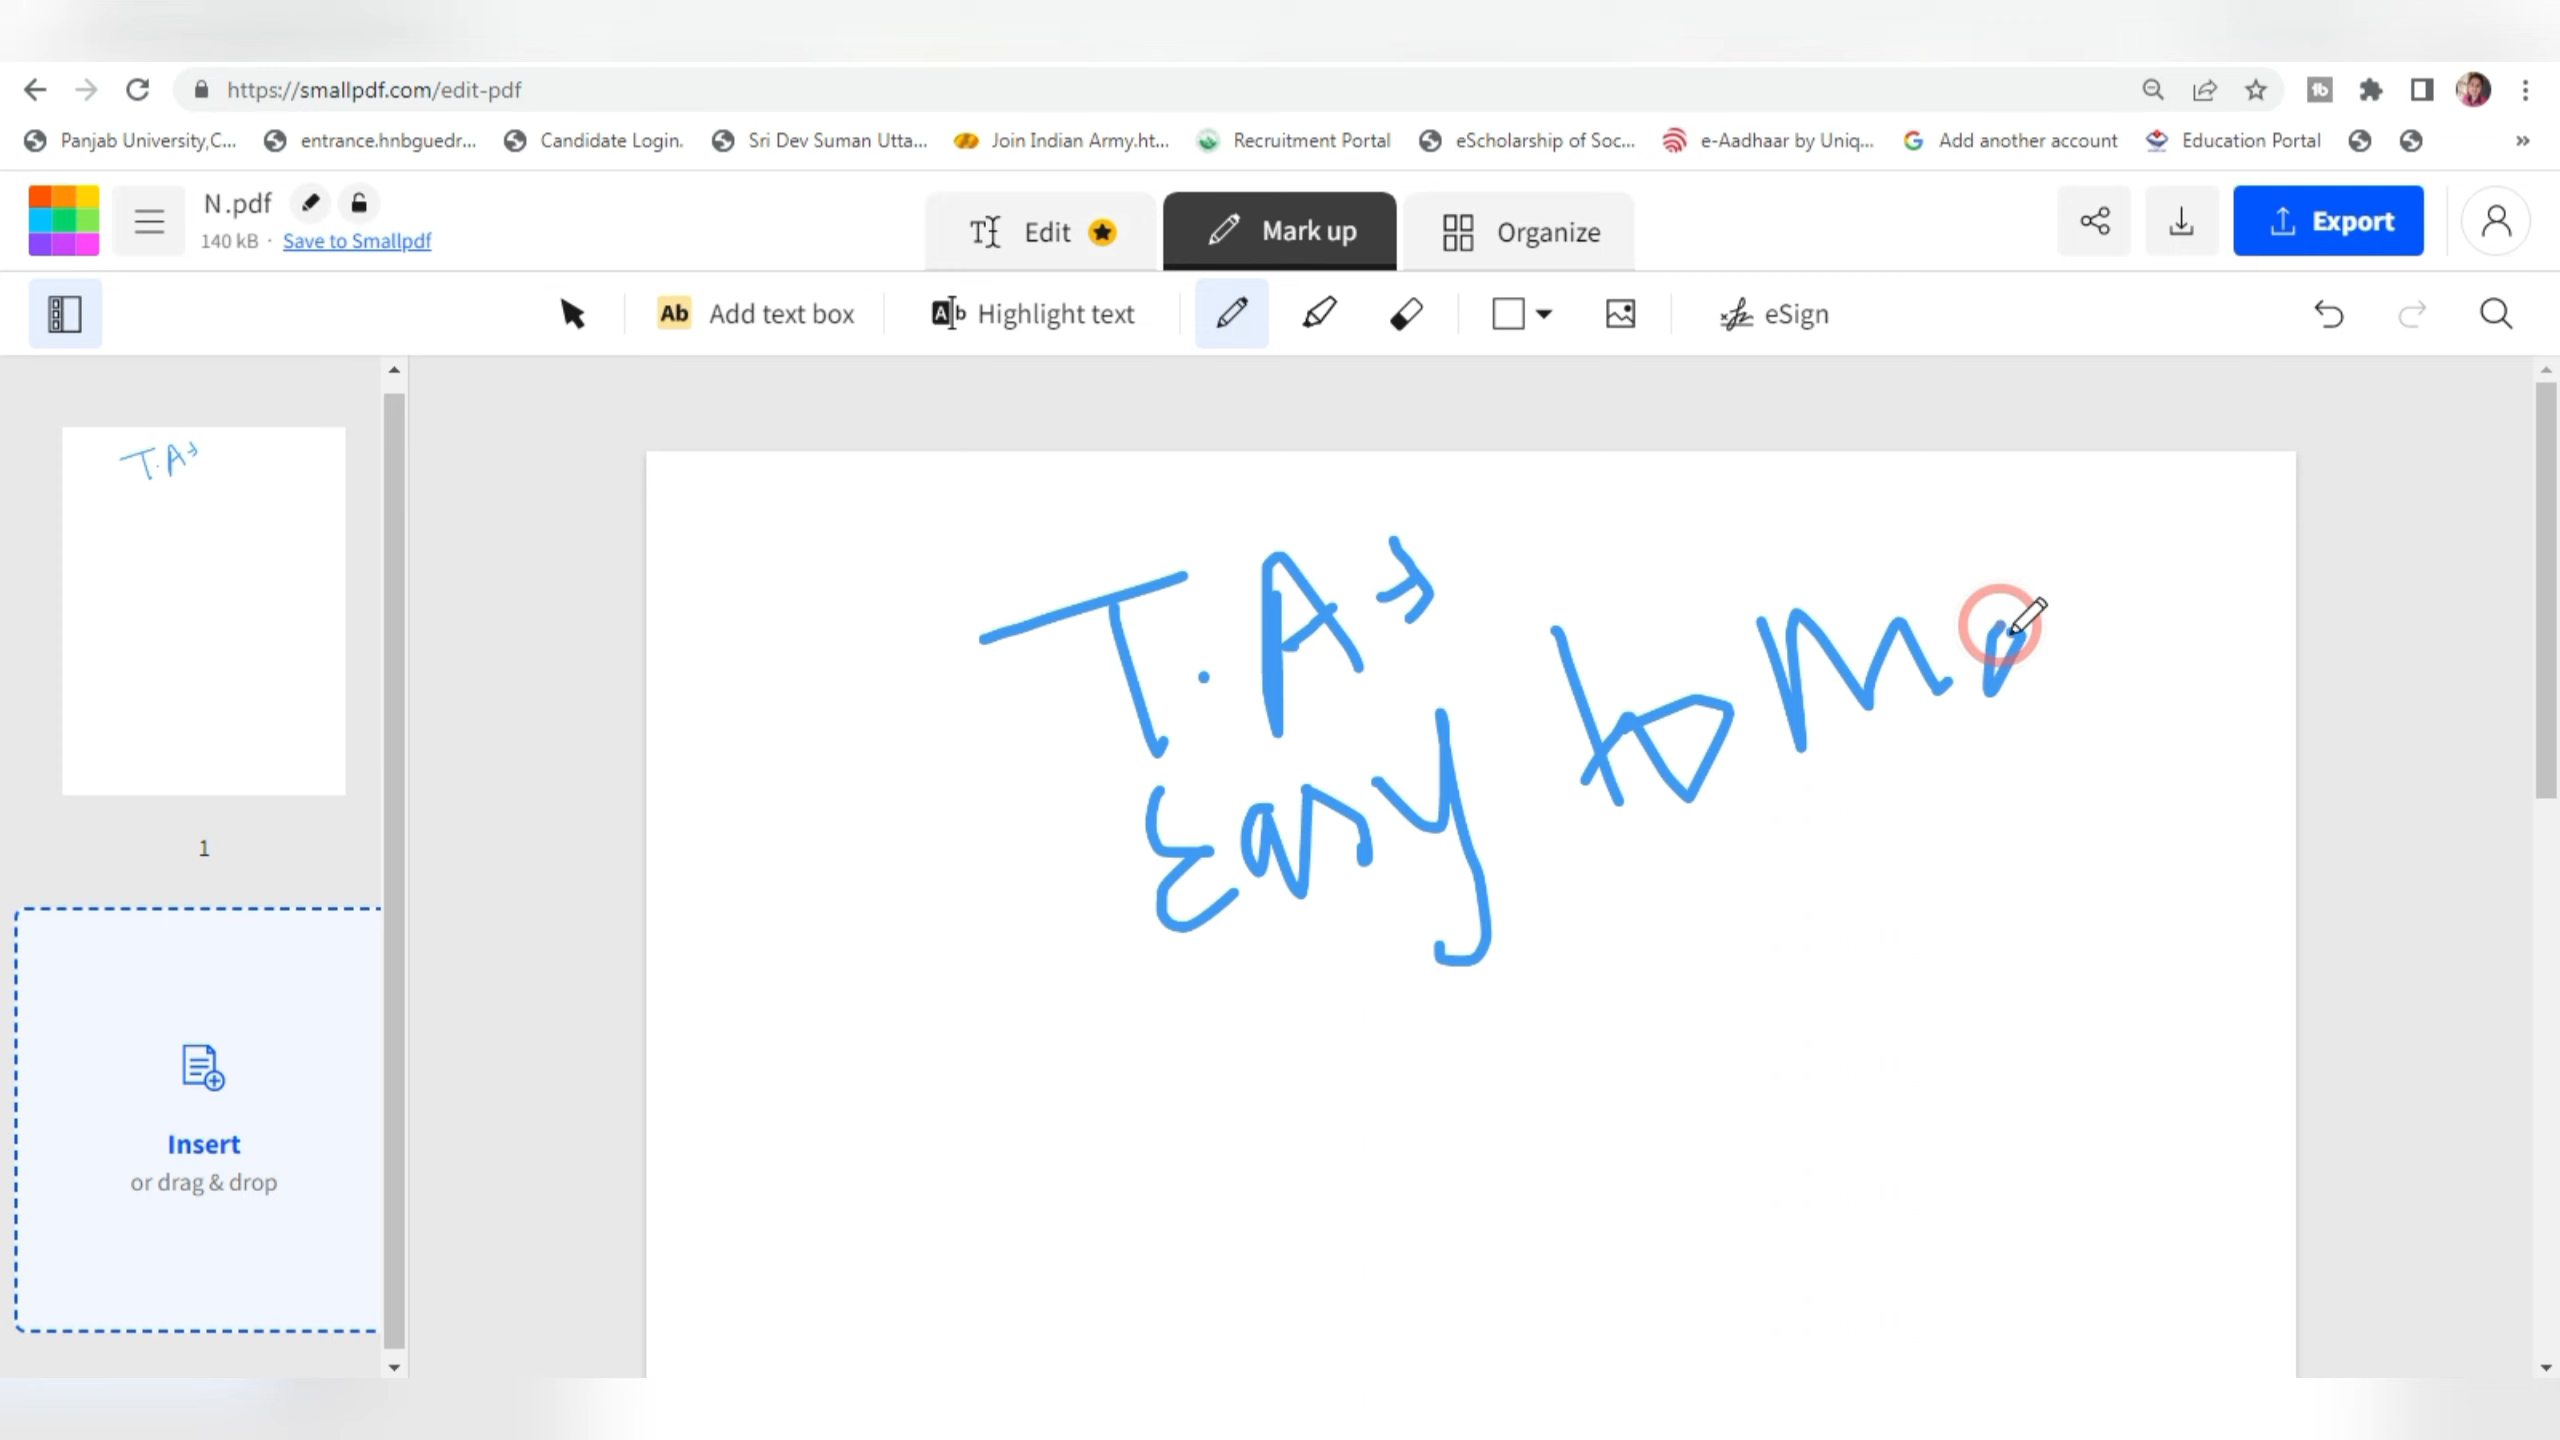 https://smallpdf.com/edit-pdf
Panjab University,C... entrance.hnbguedr... Candidate Login. Sri Dev Suman Utta... Join Indian Army.ht... Recruitment Portal eScholarship of Soc... e-Aadhaar by Uniq... Add another account Education Portal »
N.pdf
140 kB · Save to Smallpdf
Edit Mark up Organize Export
Ab Add text box Highlight text eSign
T.A
1
Insert
or drag & drop
T.A
Easy to Ma